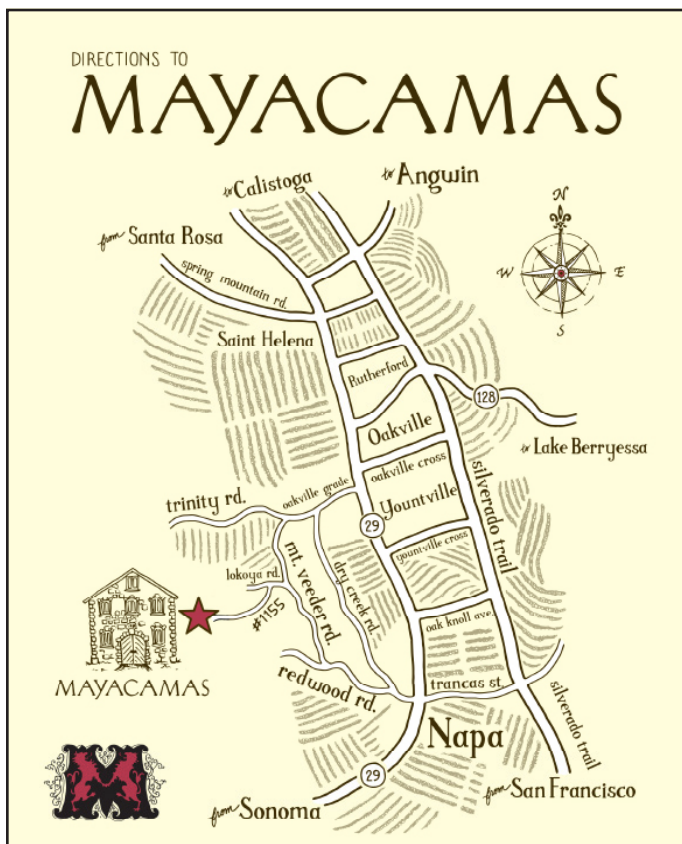 DIRECTIONS TO
MAYACAMAS
to Calistoga
to Angwin
from Santa Rosa
spring mountain rd.
N
W
E
S
Saint Helena
Rutherford
128
Oakville
to Lake Berryessa
oakville cross
silverado trail
trinity rd.
oakville grade
Yountville
29
yountville cross
lokoya rd.
mt. veeder rd.
dry creek rd.
#1155
oak knoll ave.
MAYACAMAS
redwood rd.
trancas st.
silverado trail
Napa
29
from Sonoma
from San Francisco
M